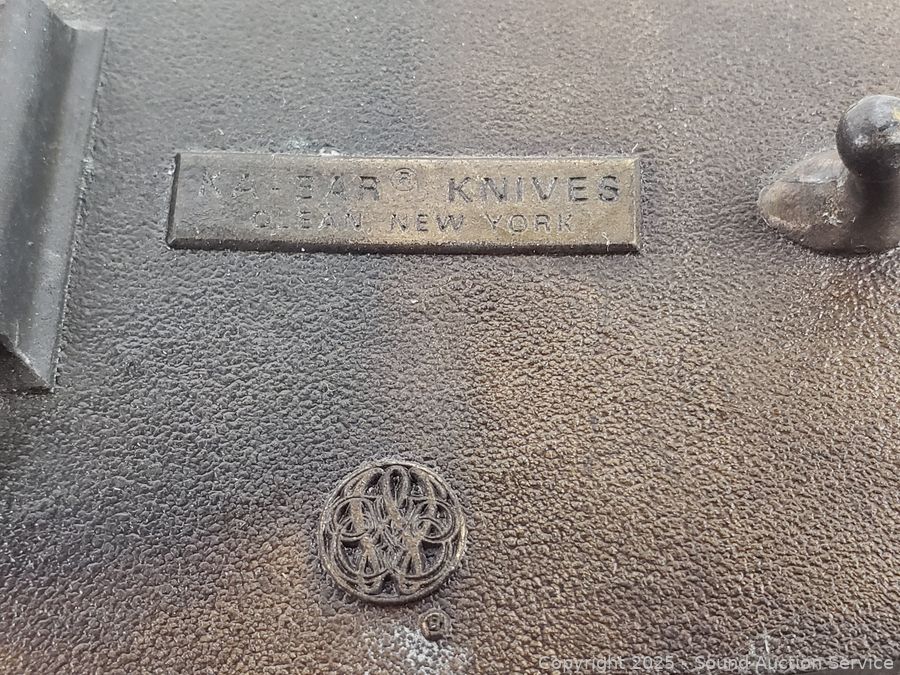 KA-BAR® KNIVES
OLEAN, NEW YORK
®
Copyright 2025 - Sound Auction Service